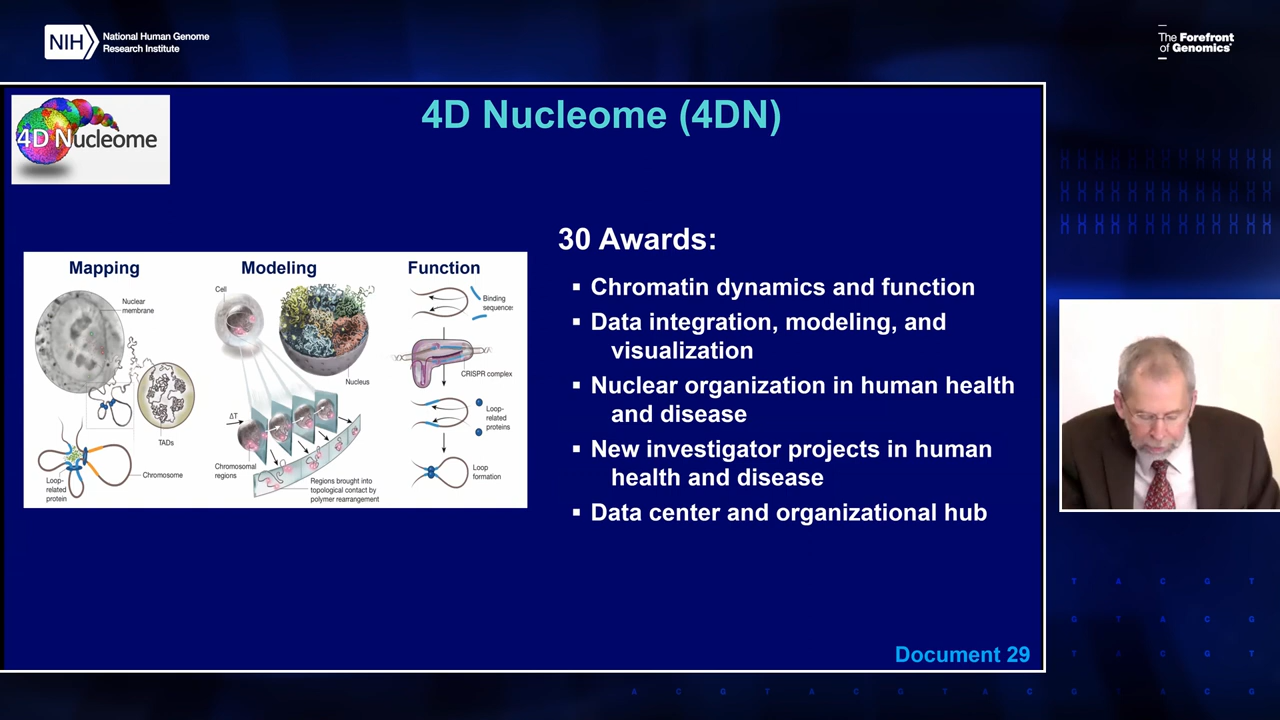 NIH
National Human Genome
Research Institute
The Forefront
of Genomics®
4D Nucleome
4D Nucleome (4DN)
Mapping
Modeling
Function
Nuclear
membrane
TADs
Chromosome
Loop-
related
protein
Cell
Nucleus
ΔT
Chromosomal
regions
Regions brought into
topological contact by
polymer rearrangement
Binding
sequences
CRISPR complex
Loop-
related
proteins
Loop
formation
30 Awards:
▪ Chromatin dynamics and function
▪ Data integration, modeling, and
visualization
▪ Nuclear organization in human health
and disease
▪ New investigator projects in human
health and disease
▪ Data center and organizational hub
Document 29
T A C G T
G T A C G
T A C G T
A C G T A C G T A C G T A C G